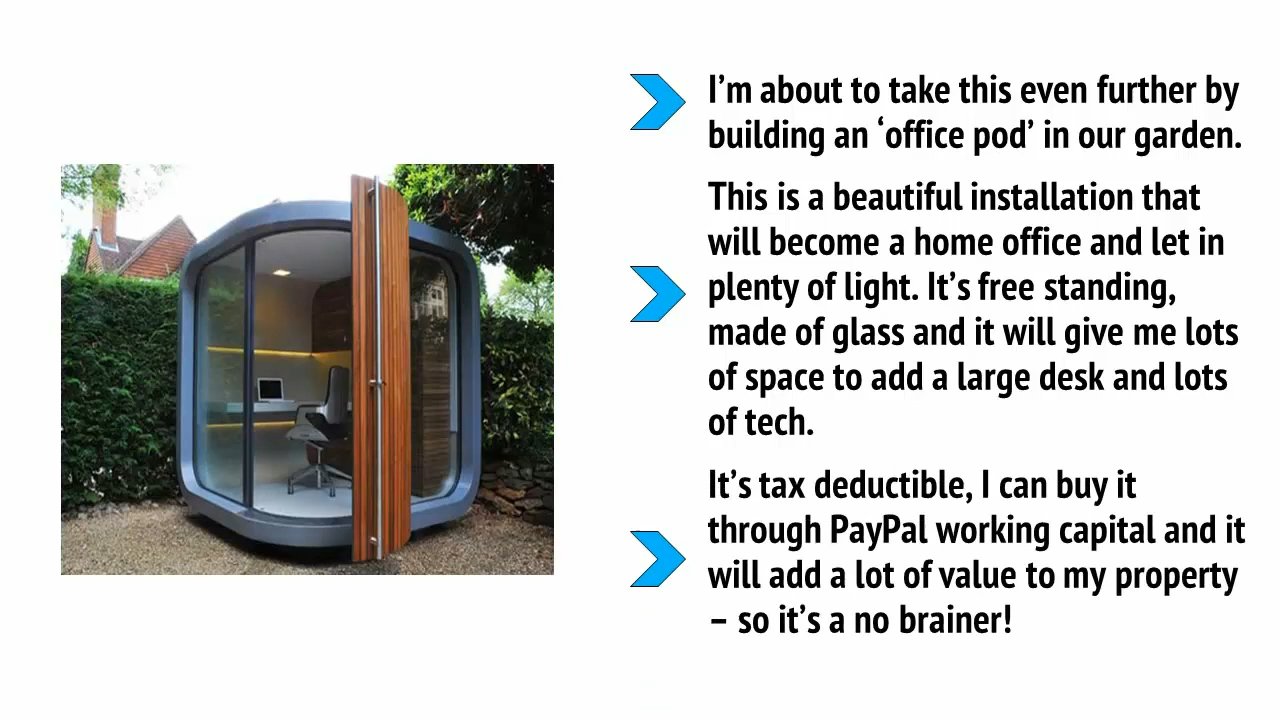 I’m about to take this even further by
building an ‘office pod’ in our garden.
This is a beautiful installation that
will become a home office and let in
plenty of light. It’s free standing,
made of glass and it will give me lots
of space to add a large desk and lots
of tech.
It’s tax deductible, I can buy it
through PayPal working capital and it
will add a lot of value to my property
– so it’s a no brainer!